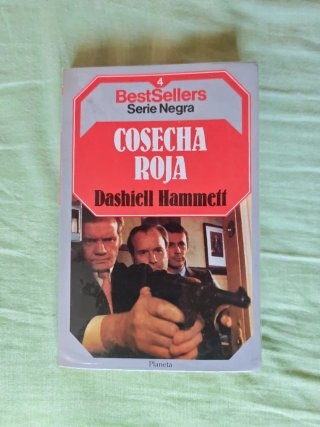 4
BestSellers
Serie Negra
COSECHA
ROJA
Dashiell Hammett
Planeta